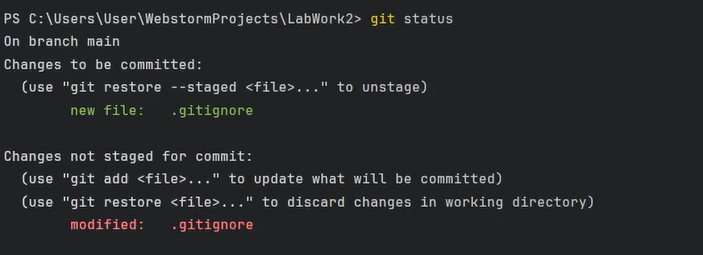 PS C:\Users\User\WebstormProjects\LabWork2> git status
On branch main
Changes to be committed:
  (use "git restore --staged <file>..." to unstage)
        new file:   .gitignore

Changes not staged for commit:
  (use "git add <file>..." to update what will be committed)
  (use "git restore <file>..." to discard changes in working directory)
        modified:   .gitignore